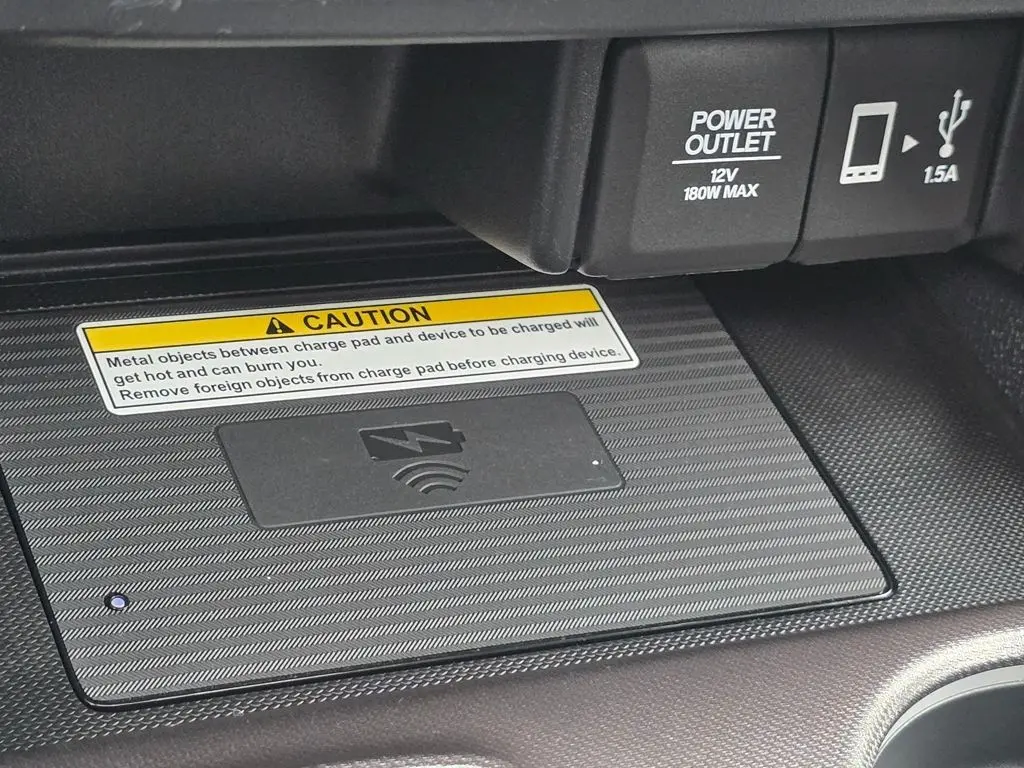 POWER
OUTLET
12V
180W MAX
1.5A
CAUTION
Metal objects between charge pad and device to be charged will
get hot and can burn you.
Remove foreign objects from charge pad before charging device.